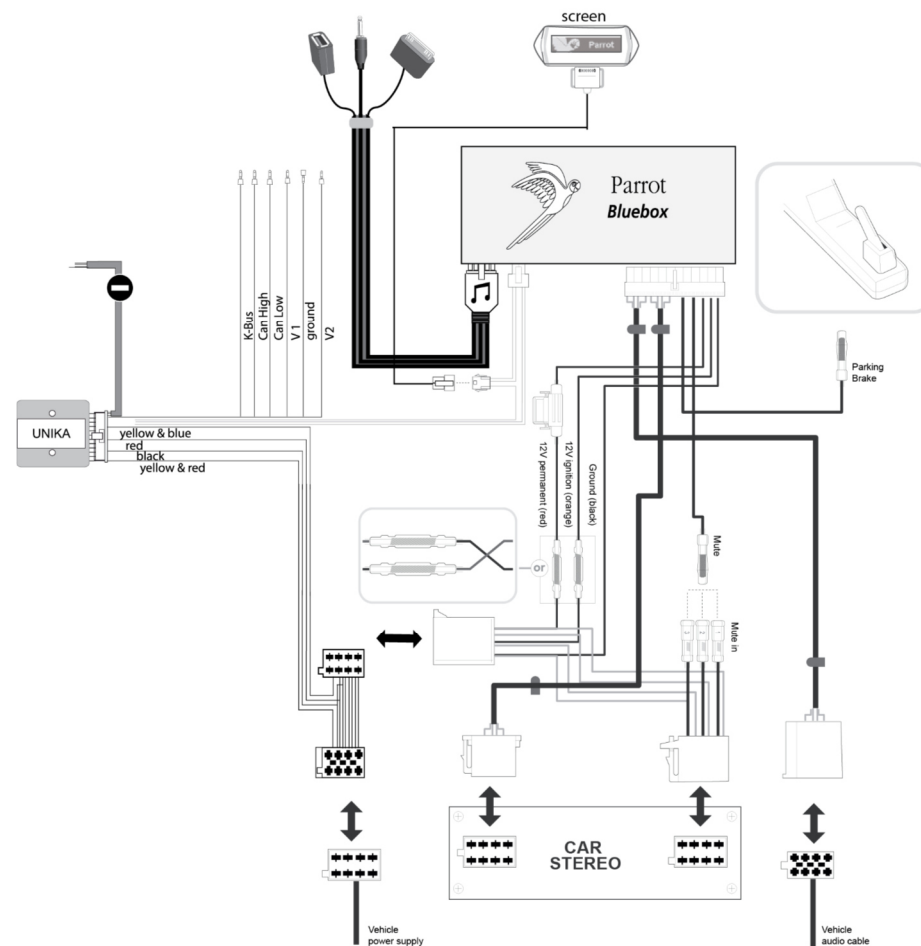 screen
Parrot
Parrot
Bluebox
K-Bus
Can High
Can Low
V 1
ground
V2
Parking
Brake
UNIKA
yellow & blue
red
black
yellow & red
12V permanent (red)
12V ignition (orange)
Ground (black)
or
Mute
Mute in
CAR
STEREO
Vehicle
power supply
Vehicle
audio cable